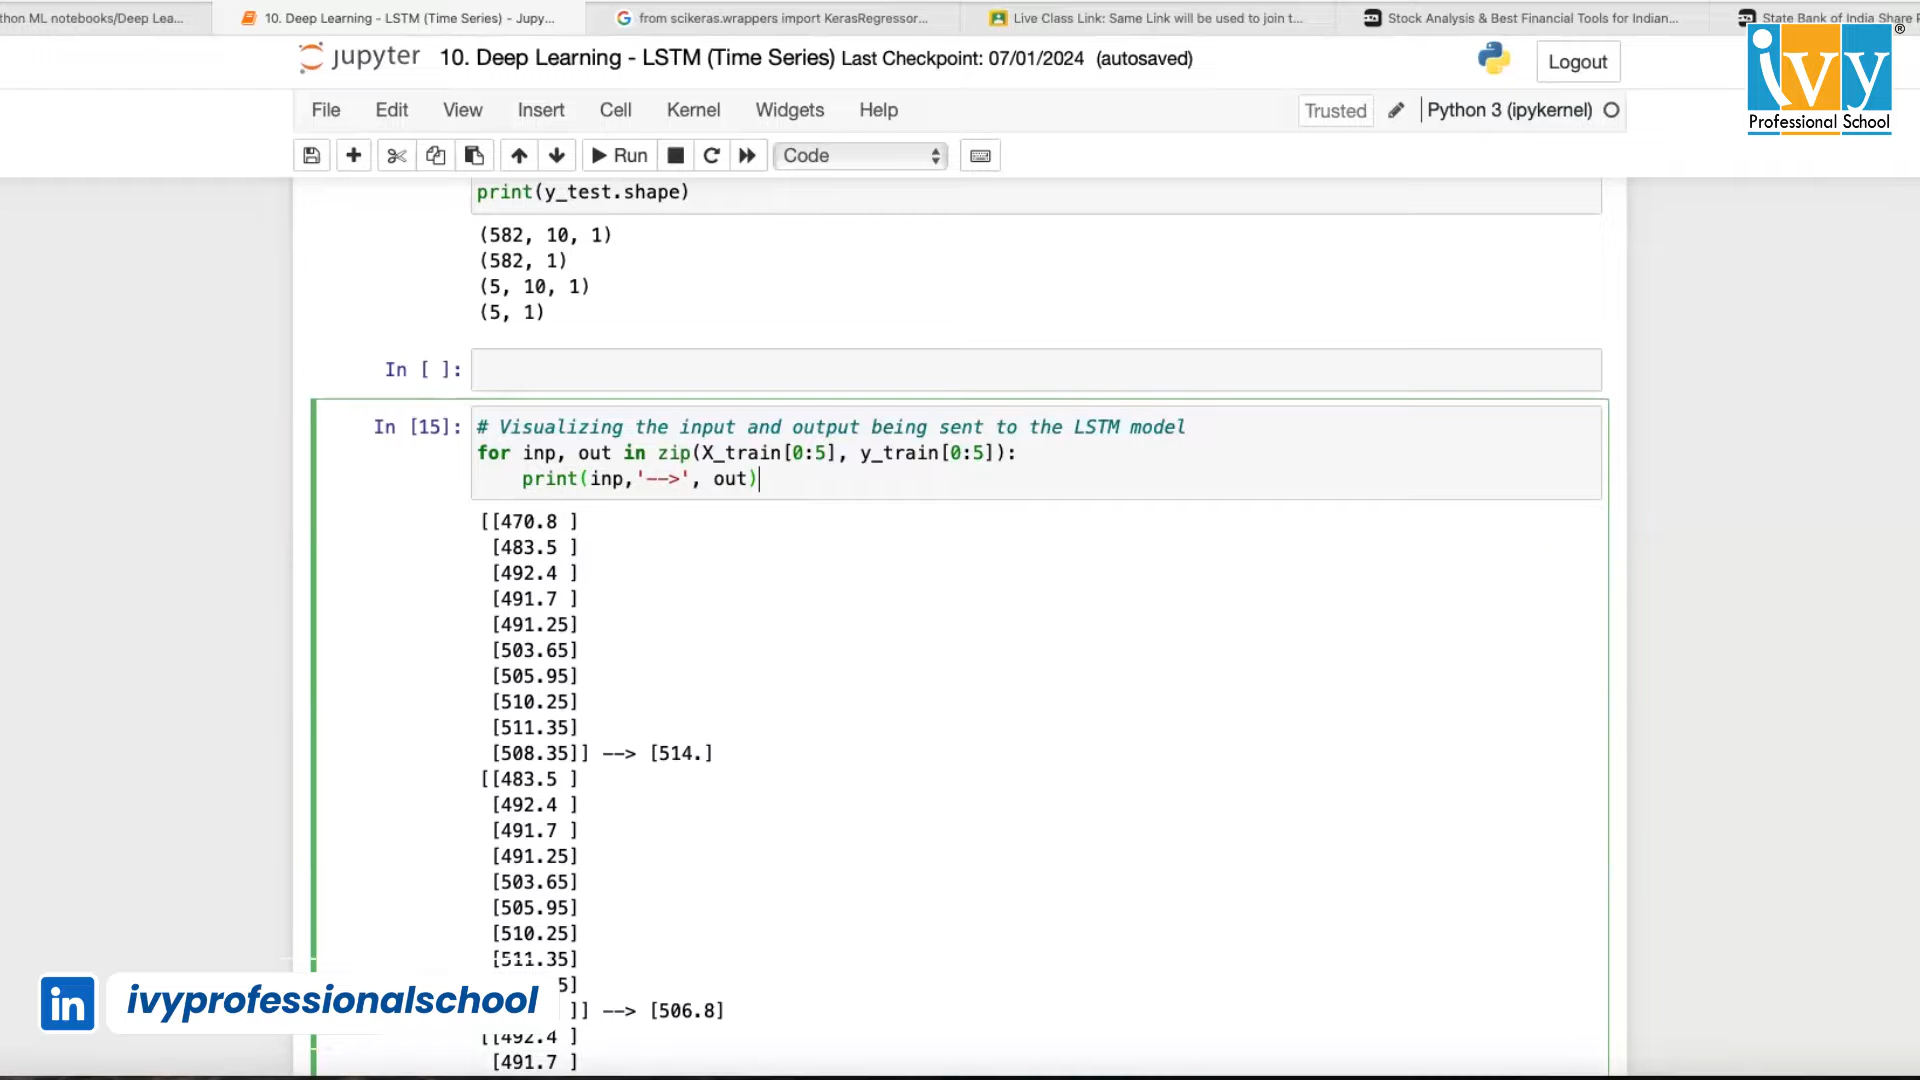 thon ML notebooks/Deep Lea...
10. Deep Learning - LSTM (Time Series) - Jupy...
from scikeras.wrappers import KerasRegressor...
Live Class Link: Same Link will be used to join t...
Stock Analysis & Best Financial Tools for Indian...
State Bank of India Share P
ivy
®
Professional School
jupyter 10. Deep Learning - LSTM (Time Series) Last Checkpoint: 07/01/2024 (autosaved)
Logout
File Edit View Insert Cell Kernel Widgets Help
Trusted
Python 3 (ipykernel)
Run
Code
print(y_test.shape)
(582, 10, 1)
(582, 1)
(5, 10, 1)
(5, 1)
In [ ]:
In [15]: # Visualizing the input and output being sent to the LSTM model
for inp, out in zip(X_train[0:5], y_train[0:5]):
print(inp,'-->', out)
[[470.8 ]
[483.5 ]
[492.4 ]
[491.7 ]
[491.25]
[503.65]
[505.95]
[510.25]
[511.35]
[508.35]] --> [514.]
[[483.5 ]
[492.4 ]
[491.7 ]
[491.25]
[503.65]
[505.95]
[510.25]
[511.35]
5]
]] --> [506.8]
[[492.4 ]
[491.7 ]
in ivyprofessionalschool